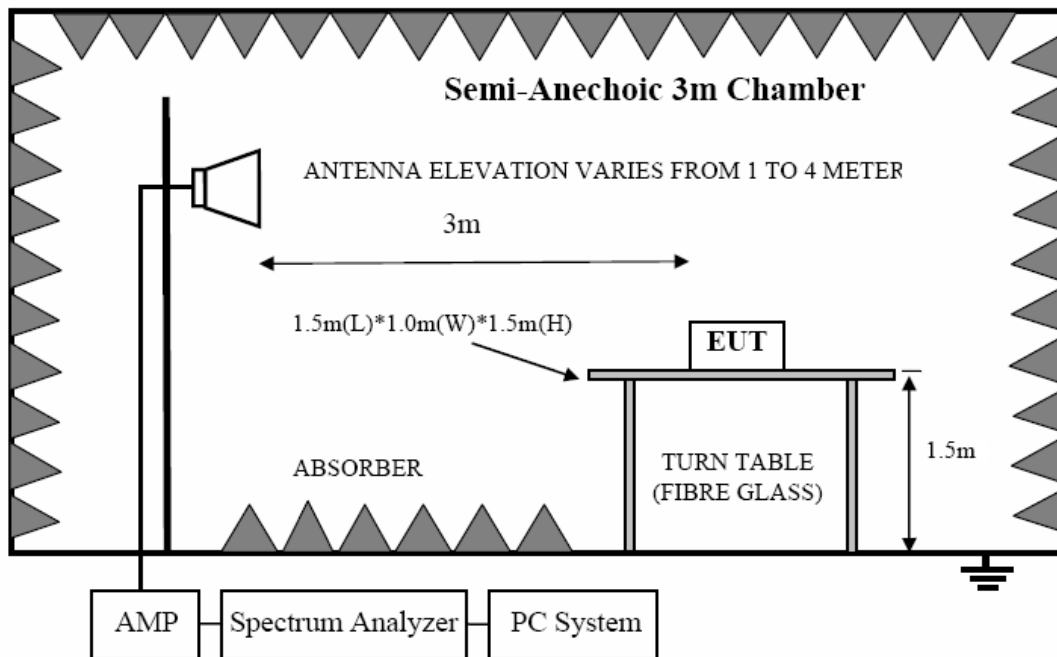 Semi-Anechoic 3m Chamber
ANTENNA ELEVATION VARIES FROM 1 TO 4 METER
3m
1.5m(L)*1.0m(W)*1.5m(H)
EUT
1.5m
ABSORBER
TURN TABLE
(FIBRE GLASS)
AMP
Spectrum Analyzer
PC System